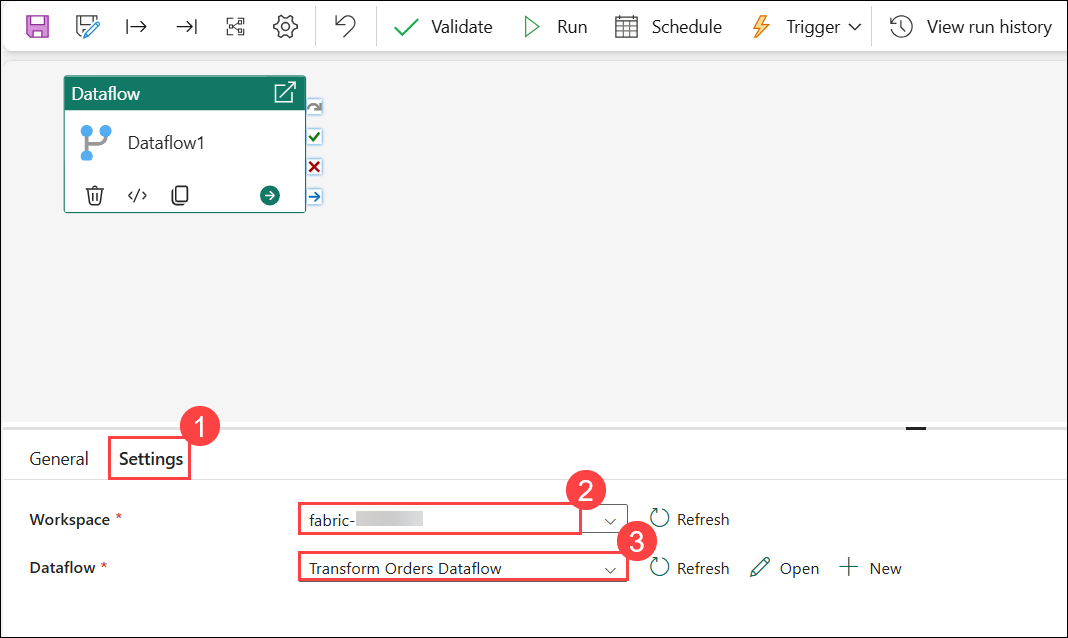 Validate Run Schedule Trigger View run history
Dataflow
Dataflow1
</>
1
General Settings
2
Workspace * fabric- Refresh
3
Dataflow * Transform Orders Dataflow Refresh Open New